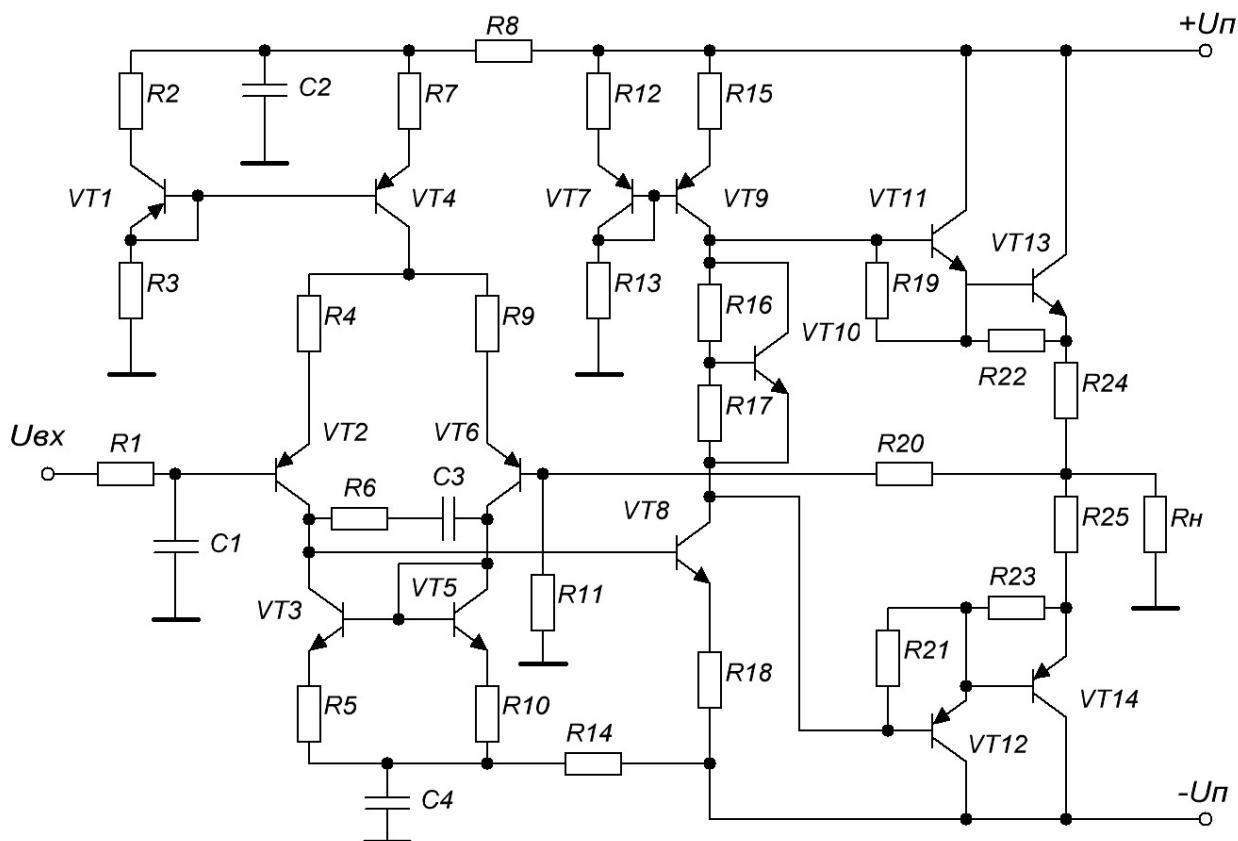 R8
+Uп
R2
C2
R7
R12
R15
VT1
VT4
VT7
VT9
VT11
VT13
R3
R4
R9
R13
R16
R19
VT10
R22
R24
R17
Uвх
R1
VT2
VT6
R20
R6
C3
VT8
R25
Rн
C1
VT3
VT5
R11
R23
R21
R5
R10
R18
VT14
R14
VT12
C4
-Uп